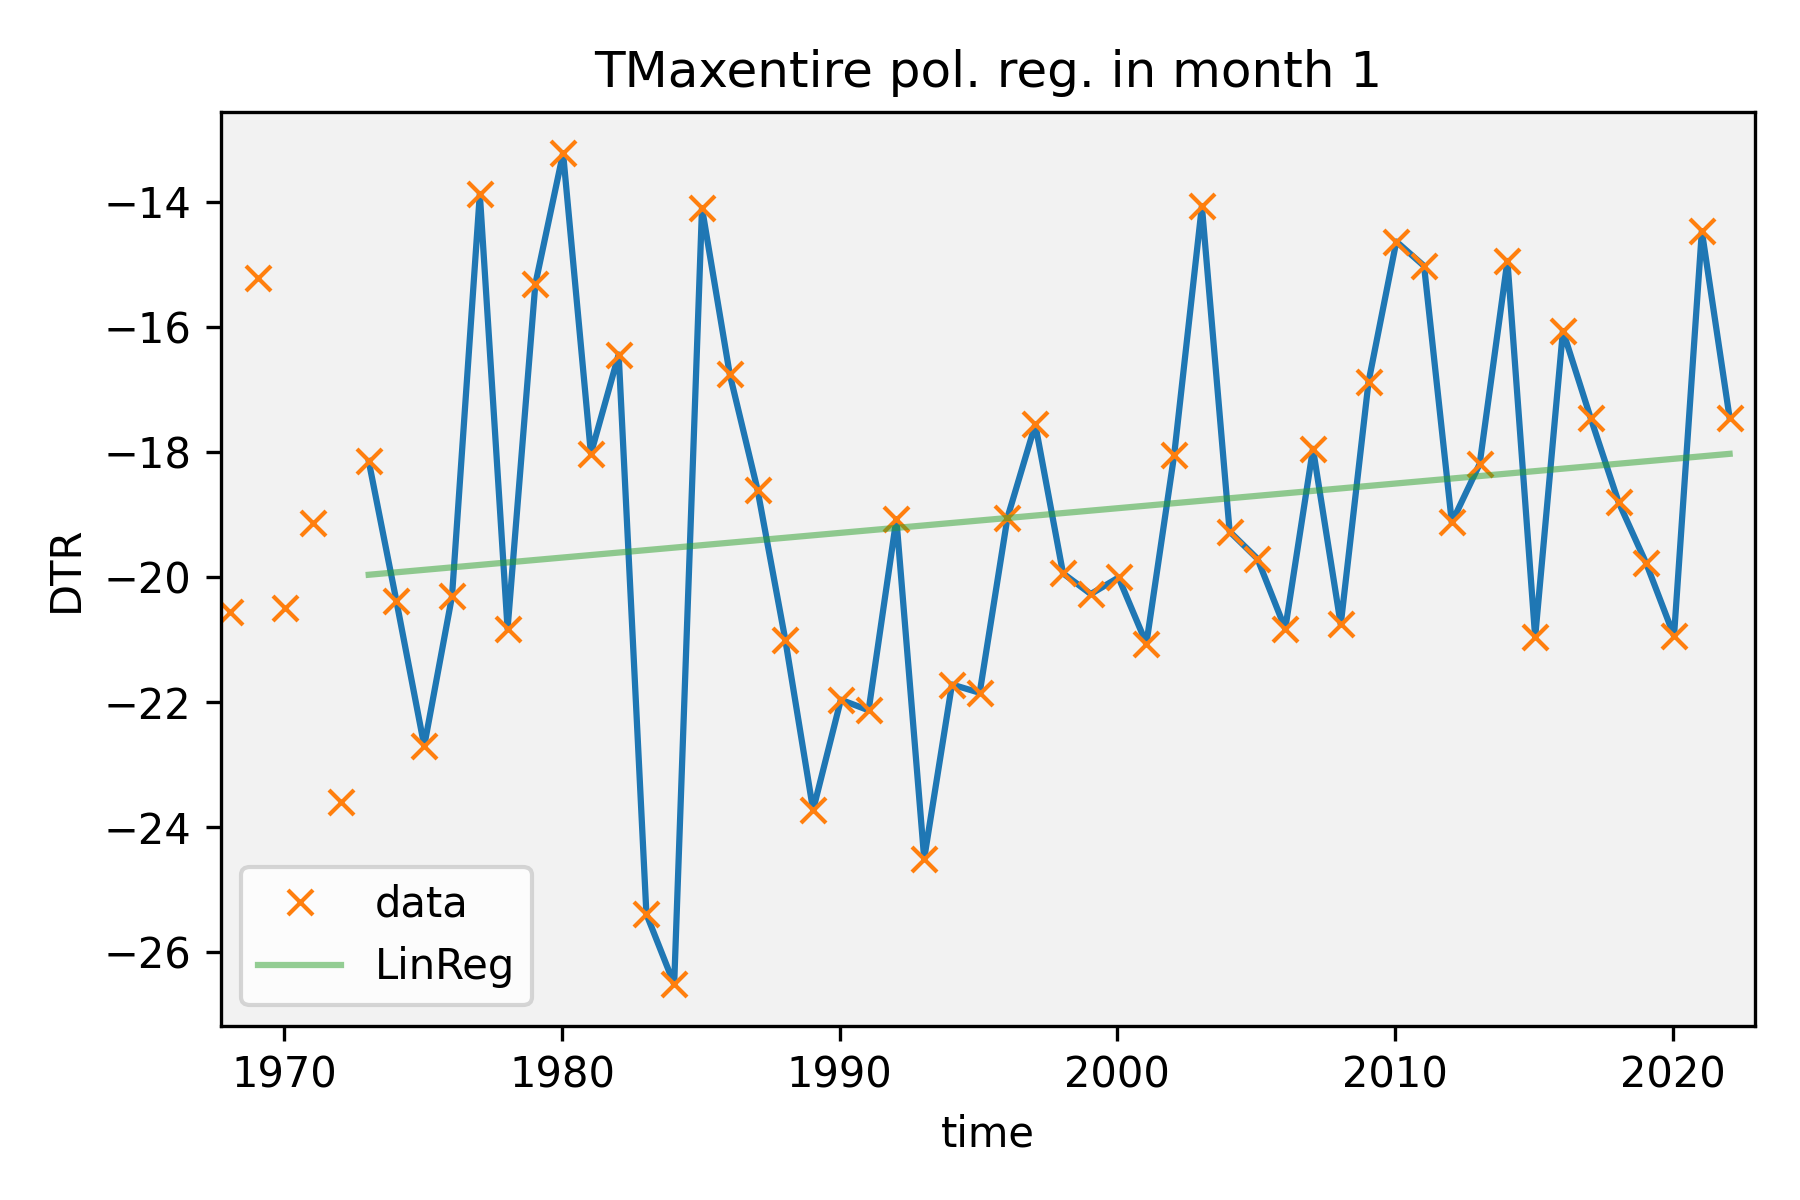 TMaxentire pol. reg. in month 1
DTR
−14
−16
−18
−20
−22
−24
−26
data
LinReg
1970 1980 1990 2000 2010 2020
time